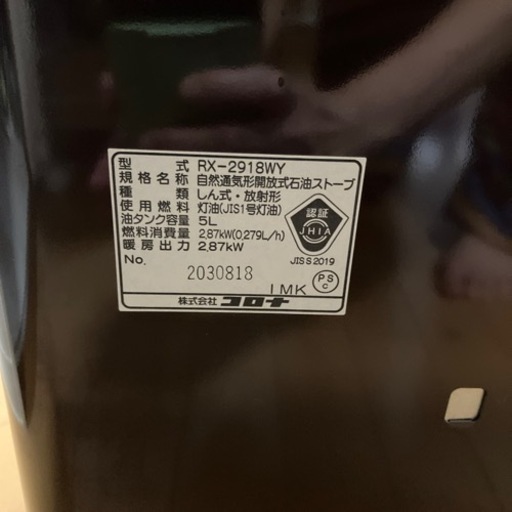 型式 RX-2918WY
規格名称 自然通気形開放式石油ストーブ
種類 しん式・放射形
使用燃料 灯油(JIS1号灯油)
油タンク容量 5L
燃料消費量 2.87kW(0.279L/h)
暖房出力 2.87kW
No. 2030818
認証
JHIA
JIS S 2019
1MK
PS
C
株式会社 コロナ